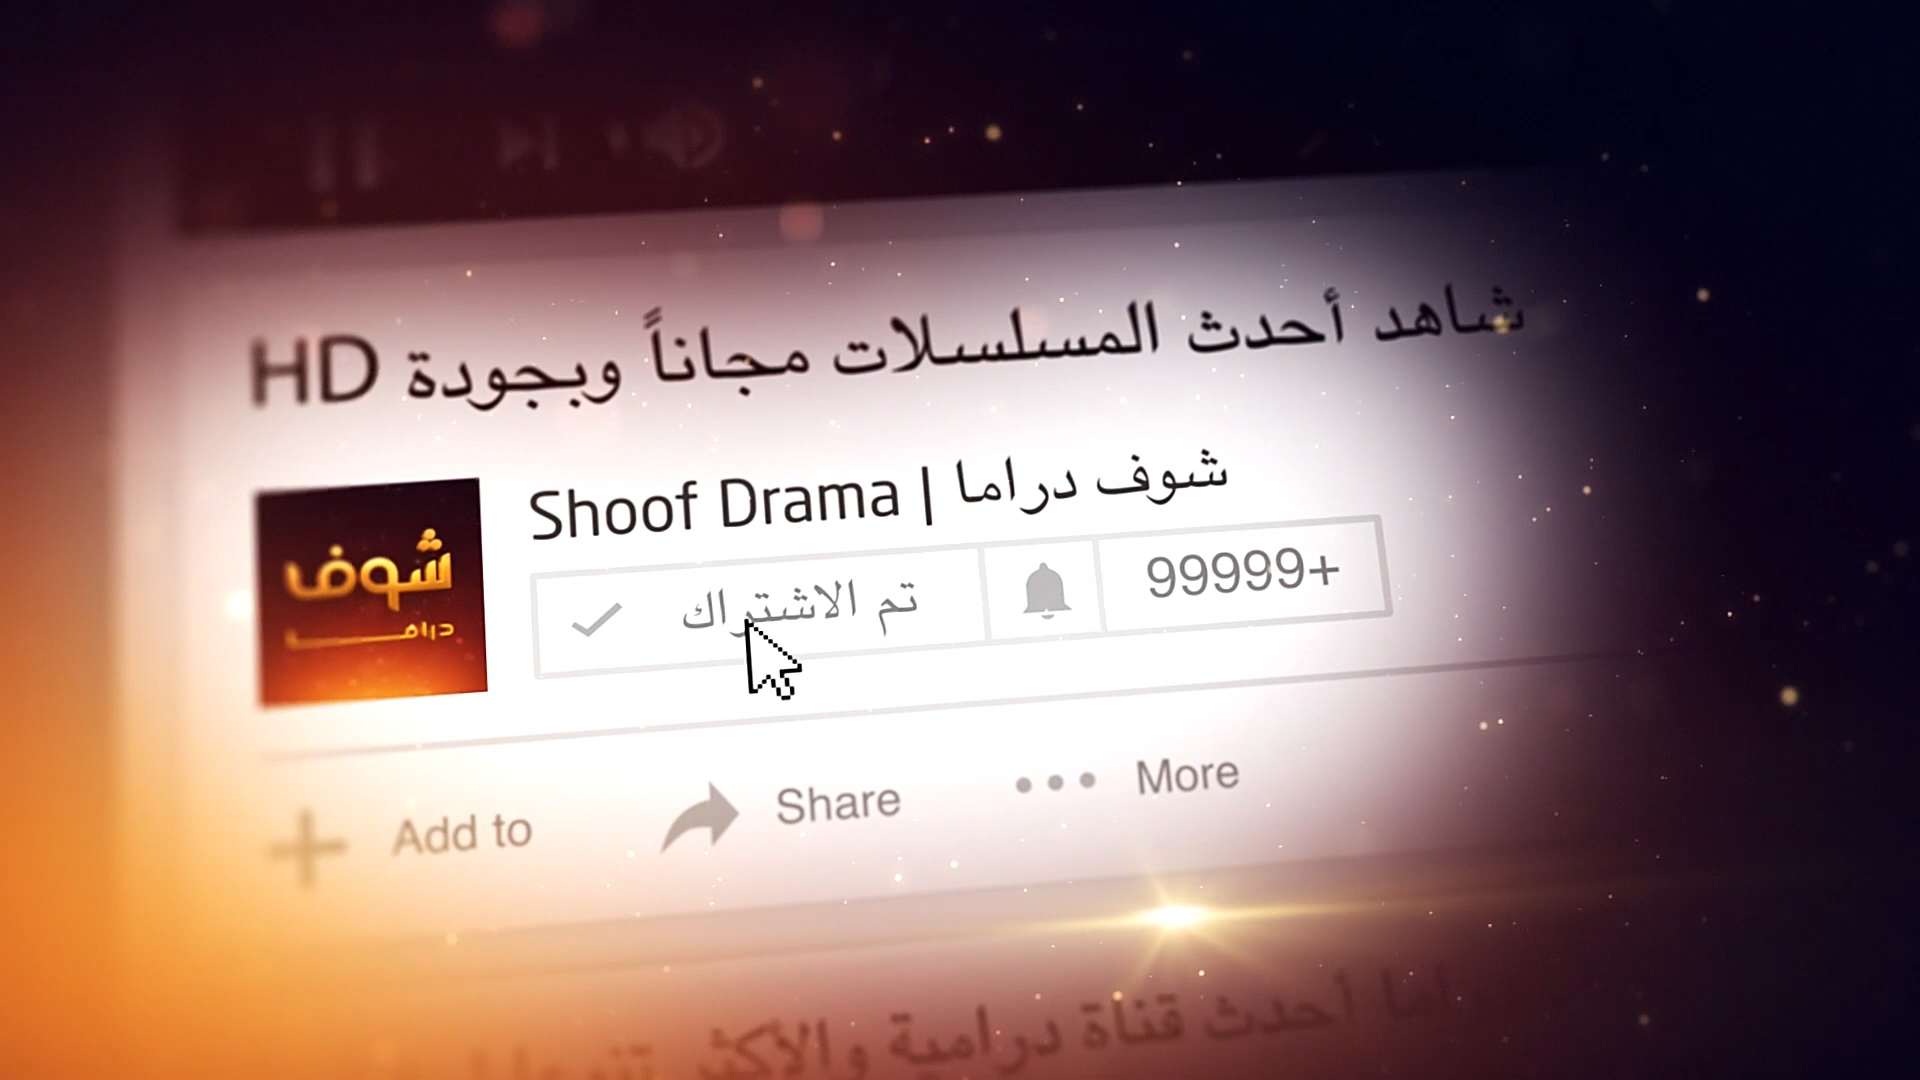 شاهد أحدث المسلسلات مجاناً وبجودة HD
شوف
دراما
Shoof Drama | شوف دراما
تم الاشتراك
99999+
Add to
Share
More
أحدث قناة درامية والأكثر